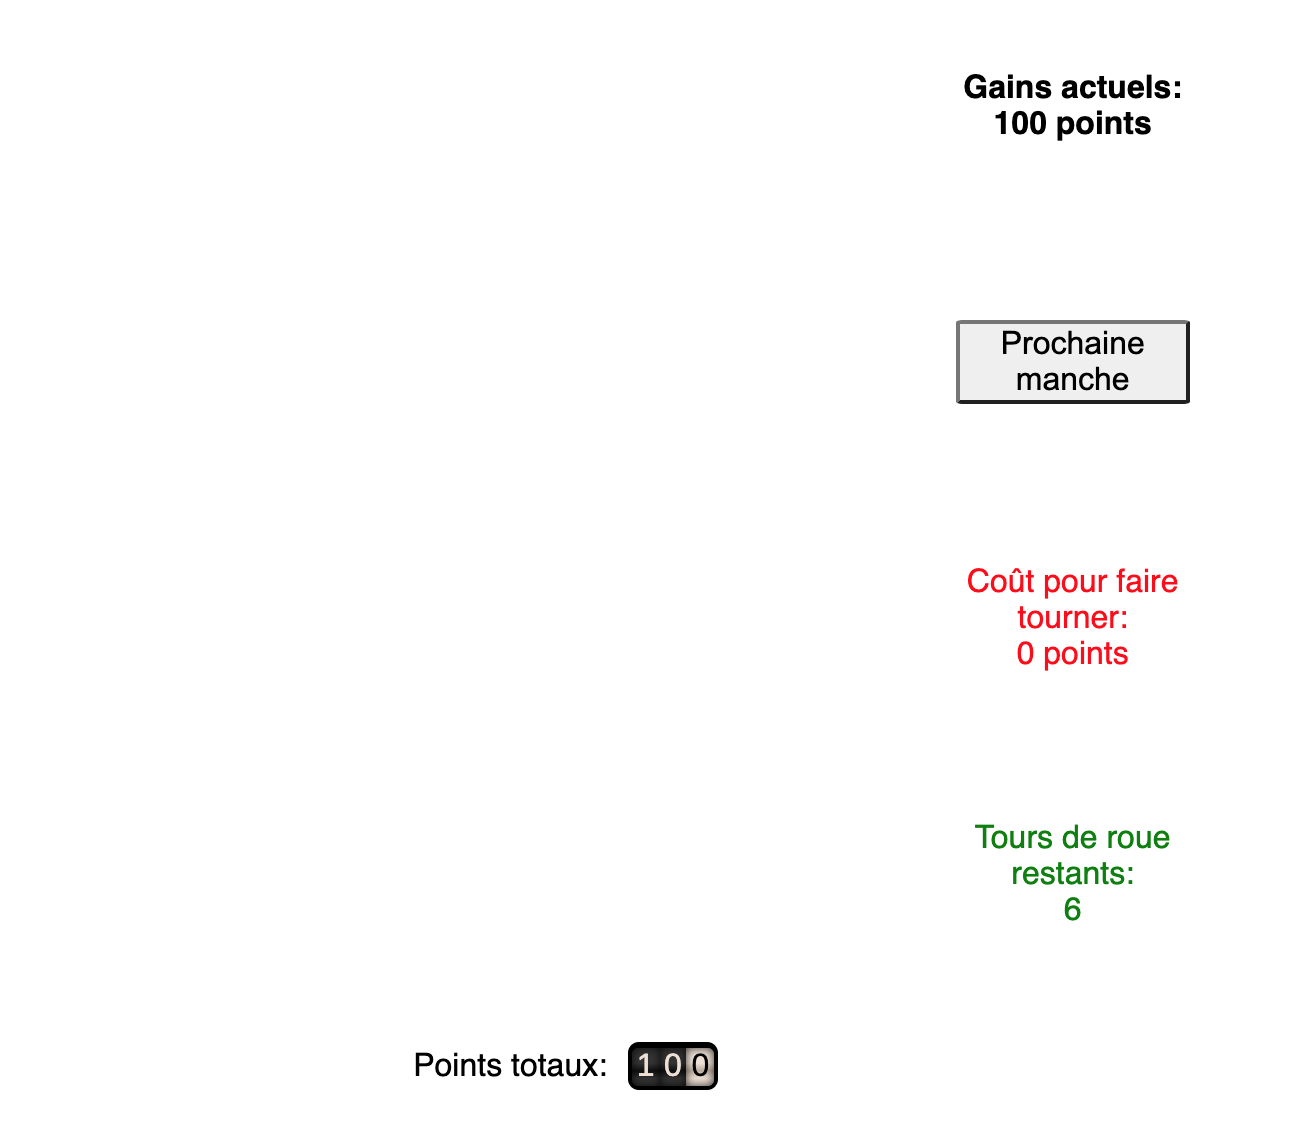 Gains actuels:
100 points
Prochaine
manche
Coût pour faire
tourner:
0 points
Tours de roue
restants:
6
Points totaux: 100